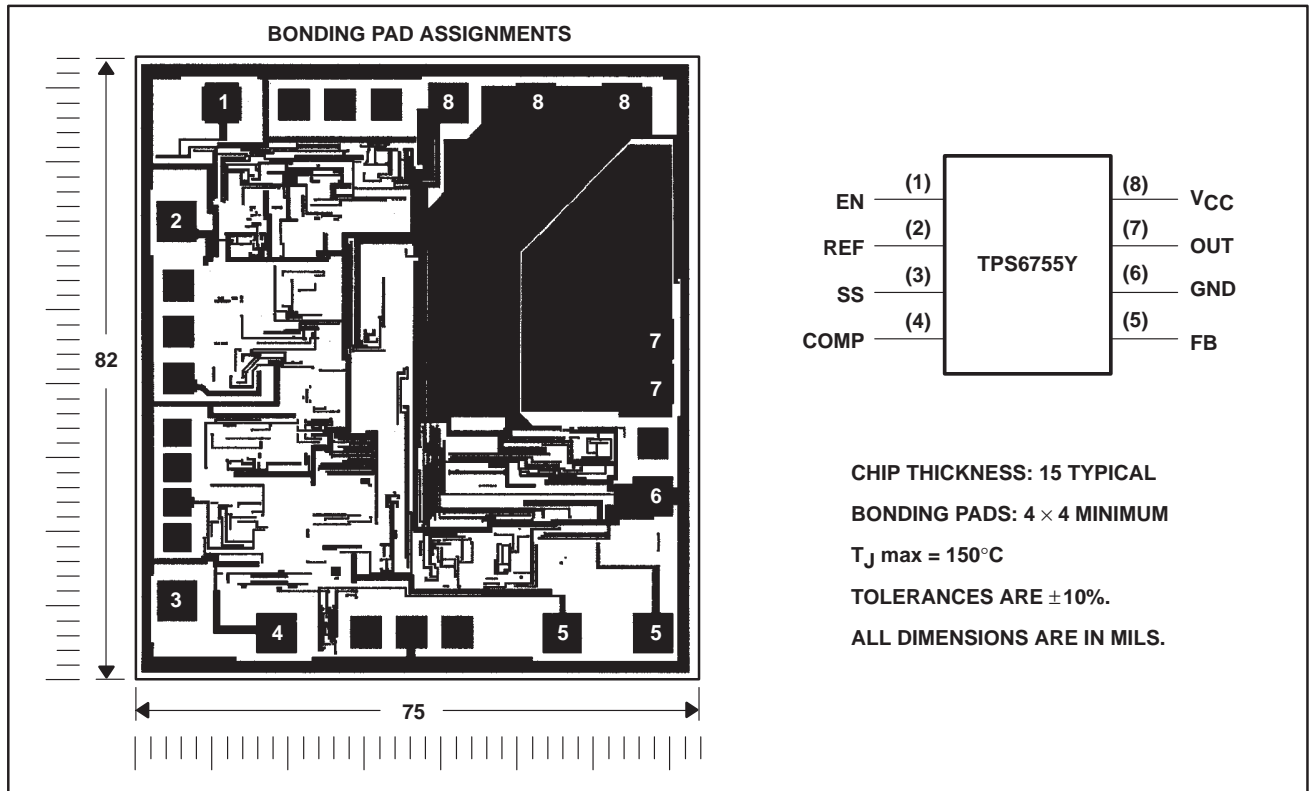 BONDING PAD ASSIGNMENTS
1
8
8
8
2
7
7
6
3
4
5
5
82
75
(1)
EN
(2)
REF
(3)
SS
(4)
COMP
TPS6755Y
(8)
VCC
(7)
OUT
(6)
GND
(5)
FB
CHIP THICKNESS: 15 TYPICAL
BONDING PADS: 4 × 4 MINIMUM
TJ max = 150°C
TOLERANCES ARE ±10%.
ALL DIMENSIONS ARE IN MILS.